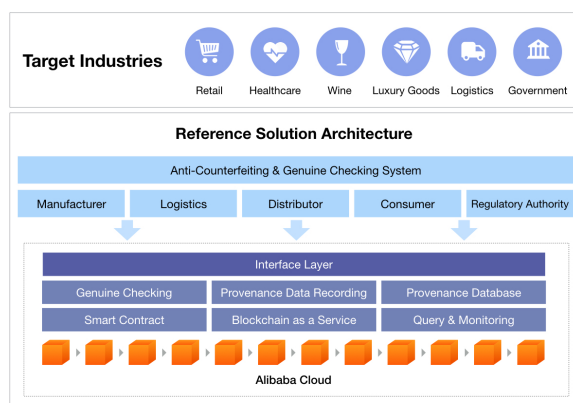 Target Industries
Retail
Healthcare
Wine
Luxury Goods
Logistics
Government
Reference Solution Architecture
Anti-Counterfeiting & Genuine Checking System
Manufacturer
Logistics
Distributor
Consumer
Regulatory Authority
Interface Layer
Genuine Checking
Provenance Data Recording
Provenance Database
Smart Contract
Blockchain as a Service
Query & Monitoring
Alibaba Cloud